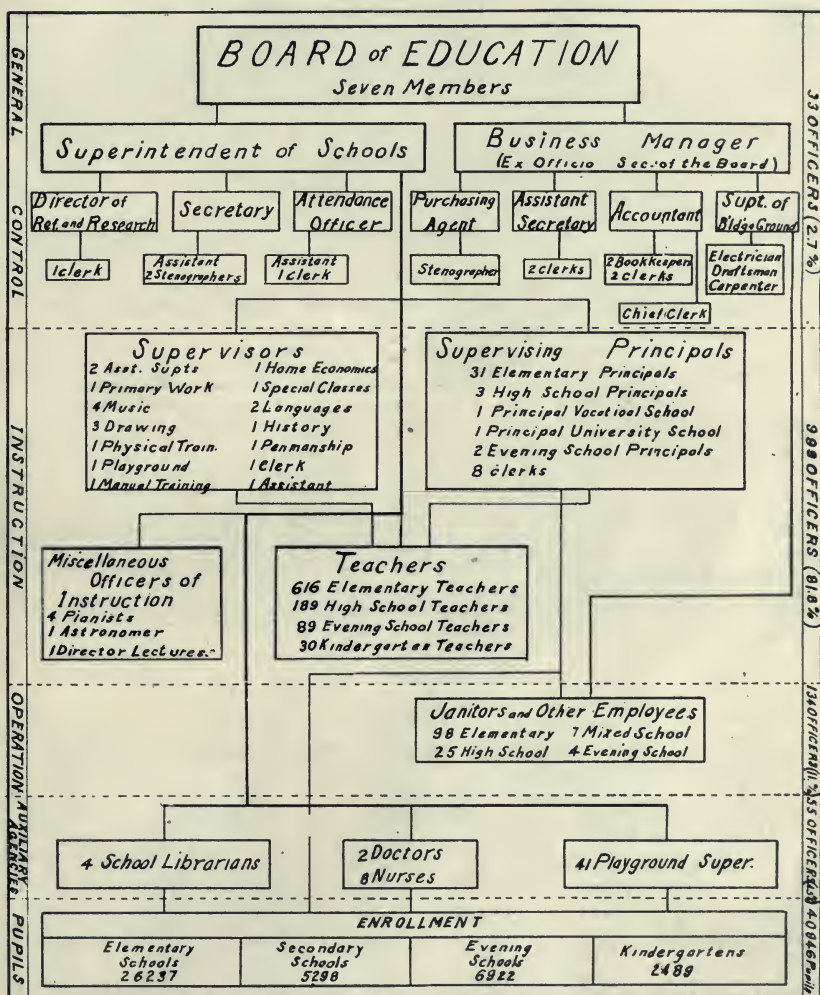 BOARD of EDUCATION
Seven Members
GENERAL
CONTROL
33 OFFICERS (2.7%)
Superintendent of Schools
Business Manager
(Ex Officio Sec. of the Board)
Director of
Ref. and Research
1 clerk
Secretary
Assistant
2 Stenographers
Attendance
Officer
Assistant
1 Clerk
Purchasing
Agent
Stenographer
Assistant
Secretary
2 clerks
Accountant
2 Bookkeepers
2 clerks
Chief Clerk
Supt. of
Bldg & Ground
Electrician
Draftsman
Carpenter
INSTRUCTION
988 OFFICERS (81.8%)
Supervisors
2 Asst. Supts
1 Primary Work
4 Music
3 Drawing
1 Physical Train.
1 Playground
1 Manual Training
1 Home Economics
1 Special Classes
2 Languages
1 History
1 Penmanship
1 Clerk
1 Assistant
Supervising Principals
31 Elementary Principals
3 High School Principals
1 Principal Vocatioal School
1 Principal University School
2 Evening School Principals
8 clerks
Miscellaneous
Officers of
Instruction
4 Pianists
1 Astronomer
1 Director Lectures.
Teachers
616 Elementary Teachers
189 High School Teachers
89 Evening School Teachers
30 Kindergarten Teachers
OPERATION
134 OFFICERS (11.%)
Janitors and Other Employees
98 Elementary 7 Mixed School
25 High School 4 Evening School
AUXILIARY
AGENCIES
55 OFFICERS
4 School Librarians
2 Doctors
8 Nurses
41 Playground Super.
PUPILS
40946 Pupils
ENROLLMENT
Elementary
Schools
26237
Secondary
Schools
5298
Evening
Schools
6922
Kindergartens
2489